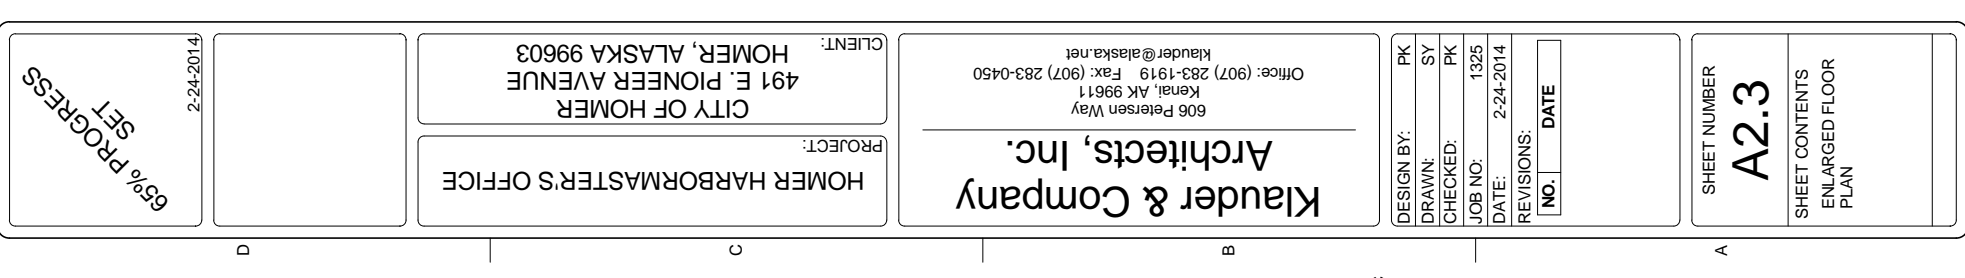 65% PROGRESS
SET
2-24-2014
PROJECT:
HOMER HARBORMASTER'S OFFICE
CLIENT:
CITY OF HOMER
491 E. PIONEER AVENUE
HOMER, ALASKA 99603
Klauder & Company
Architects, Inc.
606 Petersen Way
Kenai, AK 99611
Office: (907) 283-1919 Fax: (907) 283-0450
klauder@alaska.net
DESIGN BY: PK
DRAWN: SY
CHECKED: PK
JOB NO: 1325
DATE: 2-24-2014
REVISIONS:
NO. DATE
SHEET NUMBER
A2.3
SHEET CONTENTS
ENLARGED FLOOR
PLAN
D
C
B
A